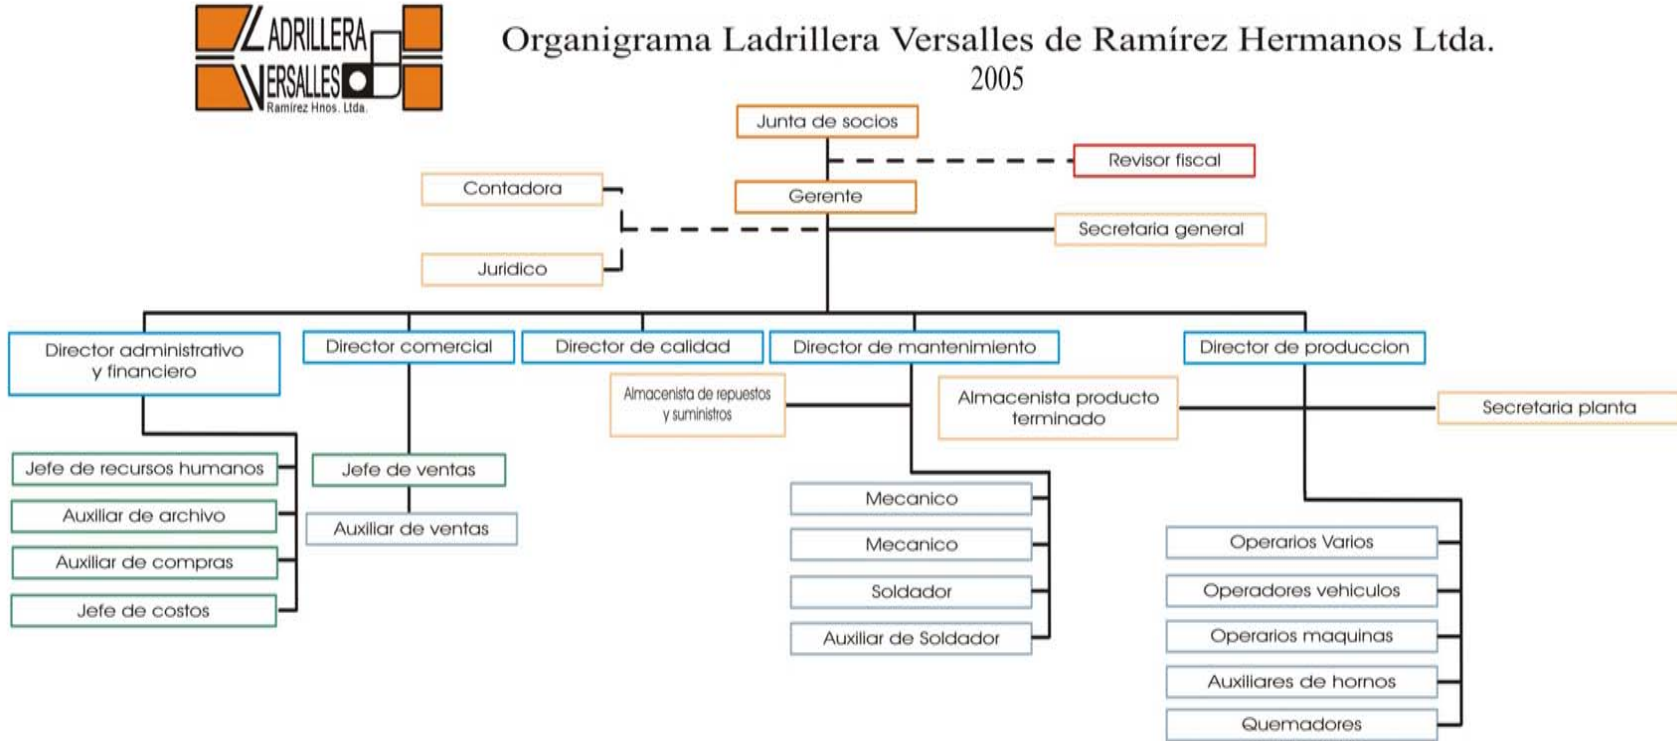 LADRILLERA
VERSALLES
Ramírez Hnos. Ltda.
Organigrama Ladrillera Versalles de Ramírez Hermanos Ltda.
2005
Junta de socios
Revisor fiscal
Contadora
Gerente
Secretaria general
Juridico
Director administrativo
y financiero
Director comercial
Director de calidad
Director de mantenimiento
Director de produccion
Almacenista de repuestos
y suministros
Almacenista producto
terminado
Secretaria planta
Jefe de recursos humanos
Auxiliar de archivo
Auxiliar de compras
Jefe de costos
Jefe de ventas
Auxiliar de ventas
Mecanico
Mecanico
Soldador
Auxiliar de Soldador
Operarios Varios
Operadores vehiculos
Operarios maquinas
Auxiliares de hornos
Quemadores